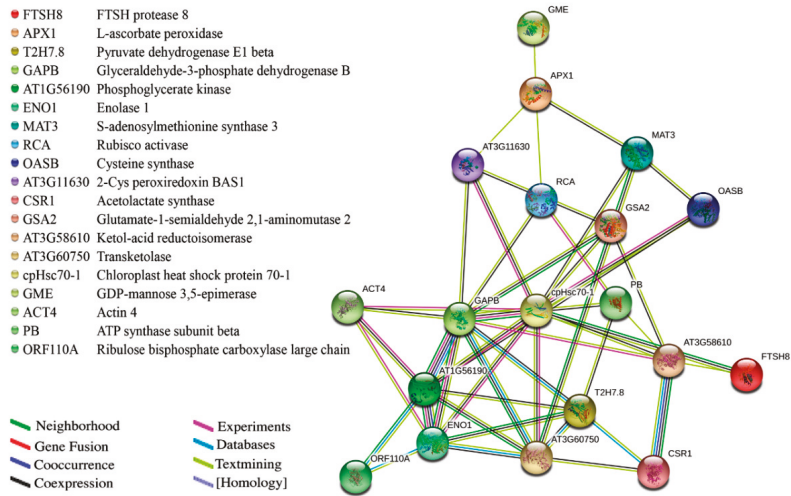 FTSH8 FTSH protease 8
APX1 L-ascorbate peroxidase
T2H7.8 Pyruvate dehydrogenase E1 beta
GAPB Glyceraldehyde-3-phosphate dehydrogenase B
AT1G56190 Phosphoglycerate kinase
ENO1 Enolase 1
MAT3 S-adenosylmethionine synthase 3
RCA Rubisco activase
OASB Cysteine synthase
AT3G11630 2-Cys peroxiredoxin BAS1
CSR1 Acetolactate synthase
GSA2 Glutamate-1-semialdehyde 2,1-aminomutase 2
AT3G58610 Ketol-acid reductoisomerase
AT3G60750 Transketolase
cpHsc70-1 Chloroplast heat shock protein 70-1
GME GDP-mannose 3,5-epimerase
ACT4 Actin 4
PB ATP synthase subunit beta
ORF110A Ribulose bisphosphate carboxylase large chain
Neighborhood
Gene Fusion
Cooccurrence
Coexpression
Experiments
Databases
Textmining
[Homology]
GME
APX1
MAT3
AT3G11630
RCA
OASB
GSA2
ACT4
GAPB
cpHsc70-1
PB
AT3G58610
FTSH8
AT1G56190
T2H7.8
ENO1
AT3G60750
ORF110A
CSR1